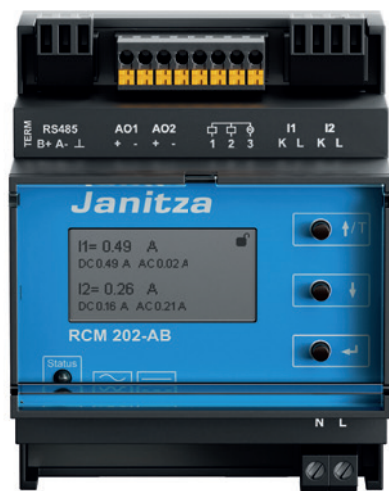 TERM
RS485 AO1 AO2 I1 I2
B+ A- ⊥ + - + - 1 2 3 K L K L
Janitza
I1= 0.49 A
DC 0.49 A AC 0.02 A
I2= 0.26 A
DC 0.16 A AC 0.21 A
↑/T
↓
↵
RCM 202-AB
Status
N L